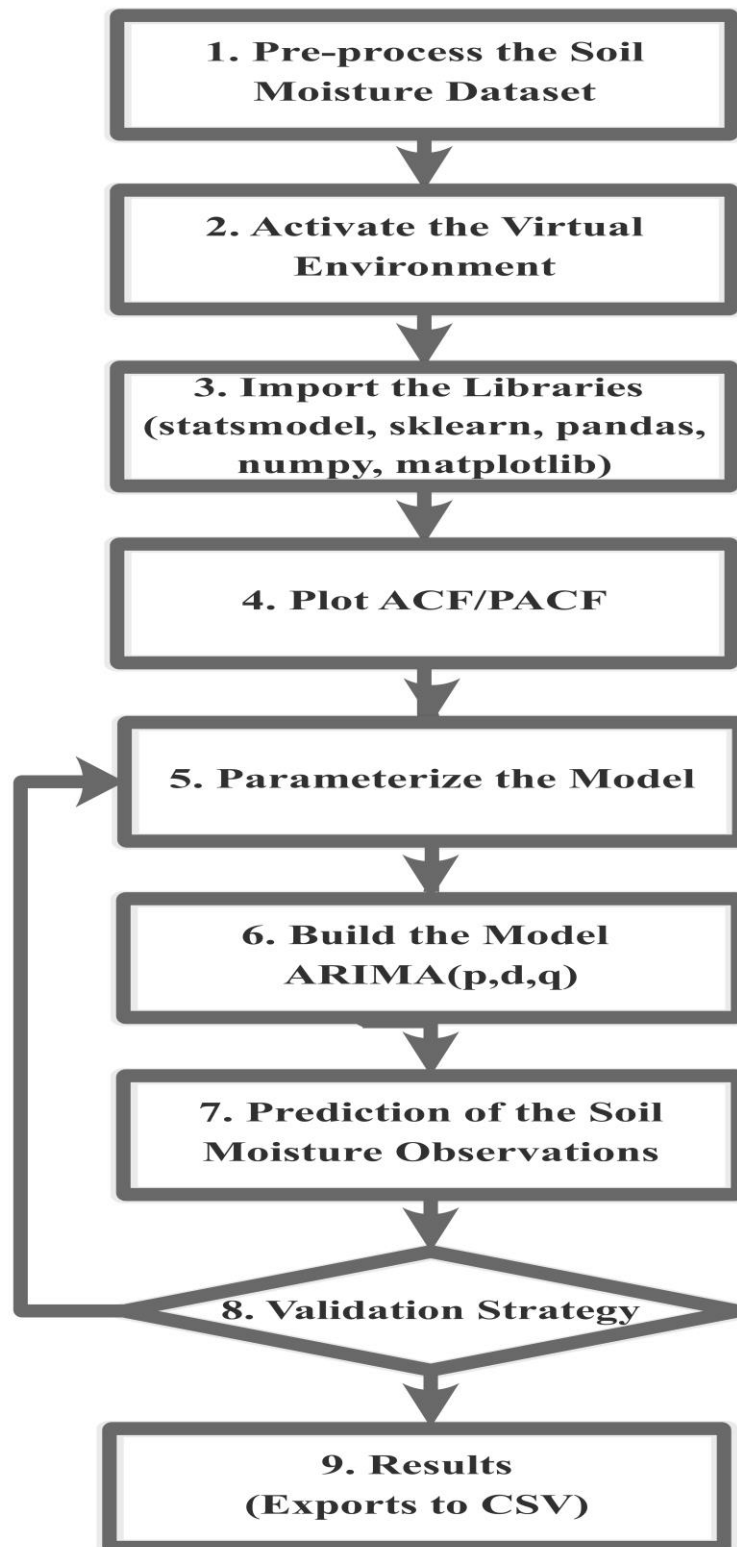 1. Pre-process the Soil
Moisture Dataset
2. Activate the Virtual
Environment
3. Import the Libraries
(statsmodel, sklearn, pandas,
numpy, matplotlib)
4. Plot ACF/PACF
5. Parameterize the Model
6. Build the Model
ARIMA(p,d,q)
7. Prediction of the Soil
Moisture Observations
8. Validation Strategy
9. Results
(Exports to CSV)